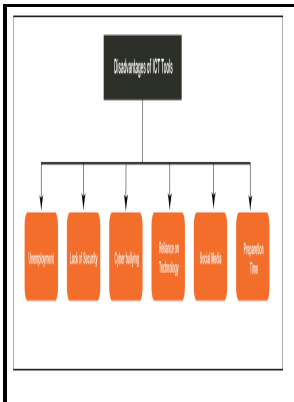 Disadvantages of ICT Tools
Unemployment
Lack of Security
Cyber bullying
Reliance on
Technology
Social Media
Preparation
Time